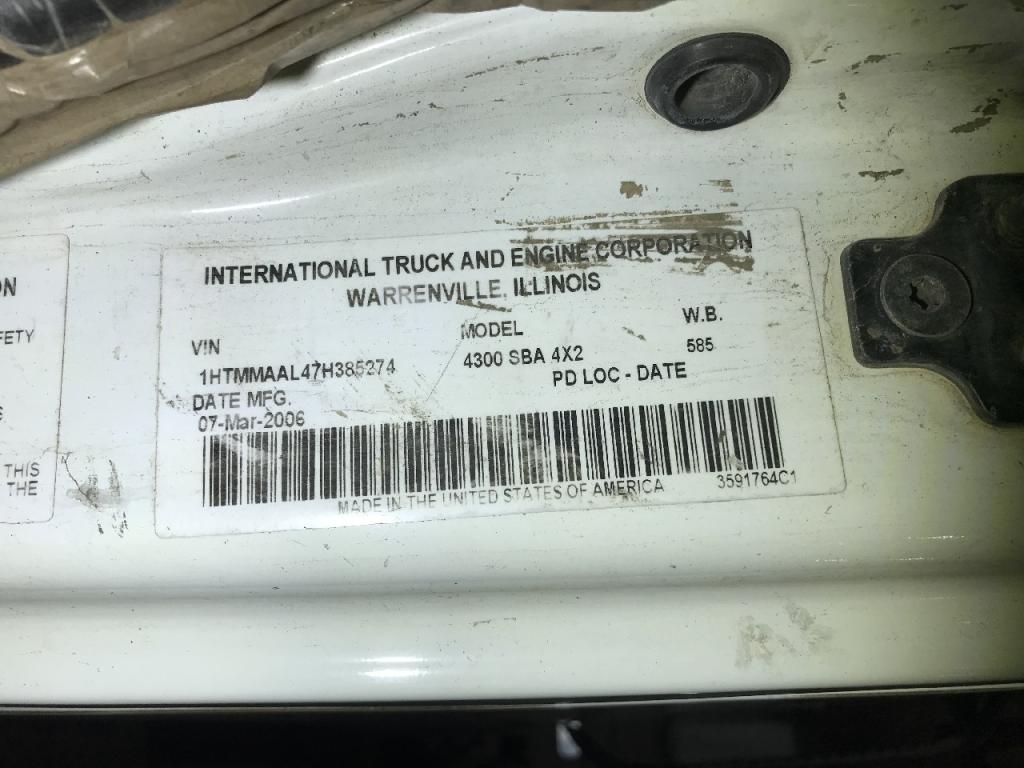 ON
FETY
S
THIS
THE
INTERNATIONAL TRUCK AND ENGINE CORPORATION
WARRENVILLE, ILLINOIS
VIN MODEL W.B.
1HTMMAAL47H385274 4300 SBA 4X2 585
DATE MFG. PD LOC - DATE
07-Mar-2006
MADE IN THE UNITED STATES OF AMERICA 3591764C1